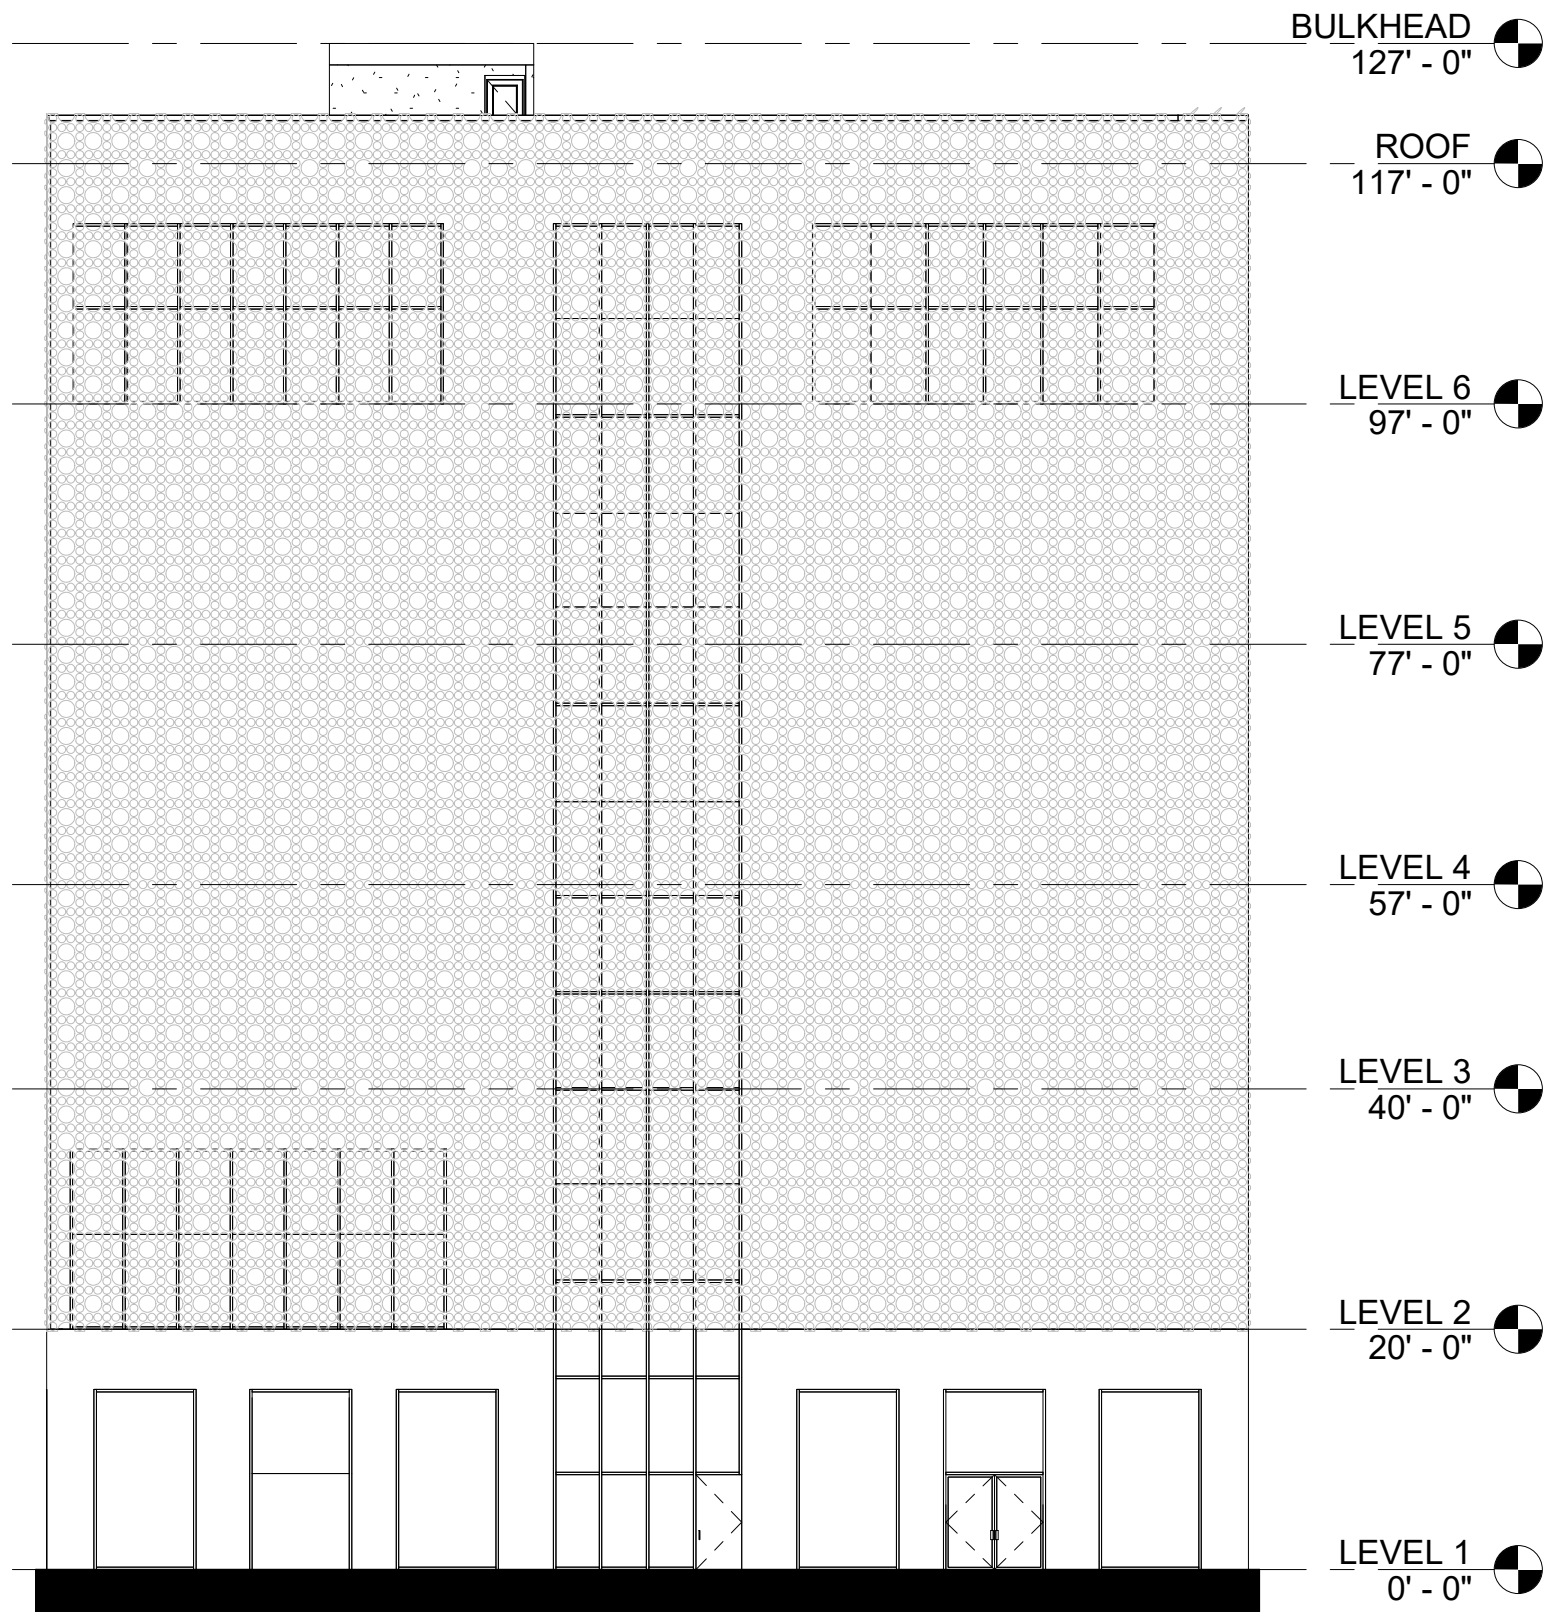 BULKHEAD
127' - 0"
ROOF
117' - 0"
LEVEL 6
97' - 0"
LEVEL 5
77' - 0"
LEVEL 4
57' - 0"
LEVEL 3
40' - 0"
LEVEL 2
20' - 0"
LEVEL 1
0' - 0"